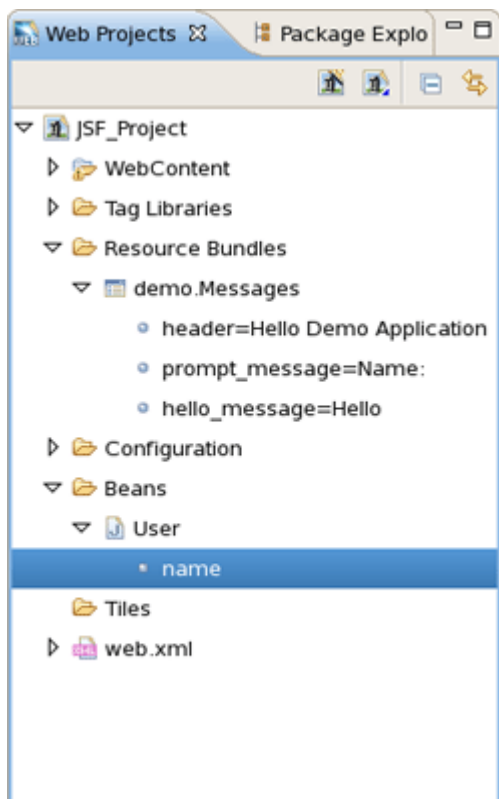 Web Projects Package Explo
JSF_Project
WebContent
Tag Libraries
Resource Bundles
demo.Messages
header=Hello Demo Application
prompt_message=Name:
hello_message=Hello
Configuration
Beans
User
name
Tiles
web.xml